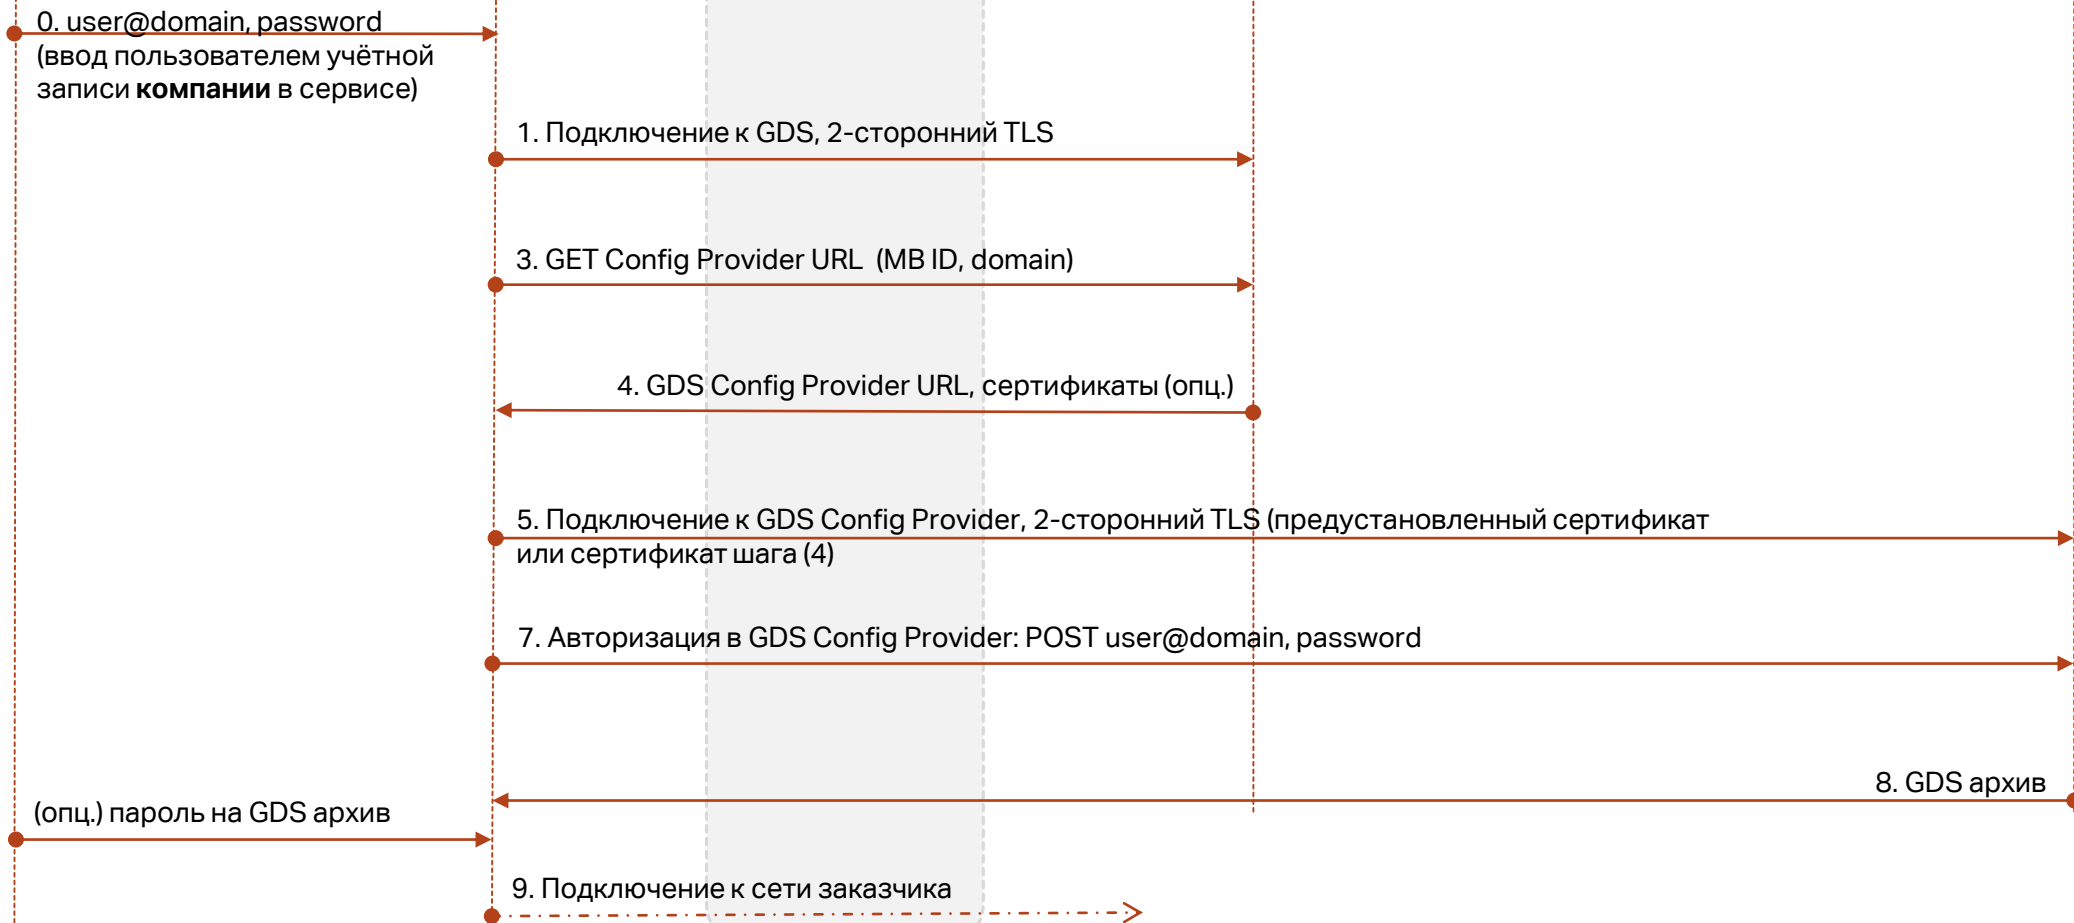 0. user@domain, password
(ввод пользователем учётной
записи компании в сервисе)
1. Подключение к GDS, 2-сторонний TLS
3. GET Config Provider URL (MB ID, domain)
4. GDS Config Provider URL, сертификаты (опц.)
5. Подключение к GDS Config Provider, 2-сторонний TLS (предустановленный сертификат
или сертификат шага (4)
7. Авторизация в GDS Config Provider: POST user@domain, password
8. GDS архив
(опц.) пароль на GDS архив
9. Подключение к сети заказчика